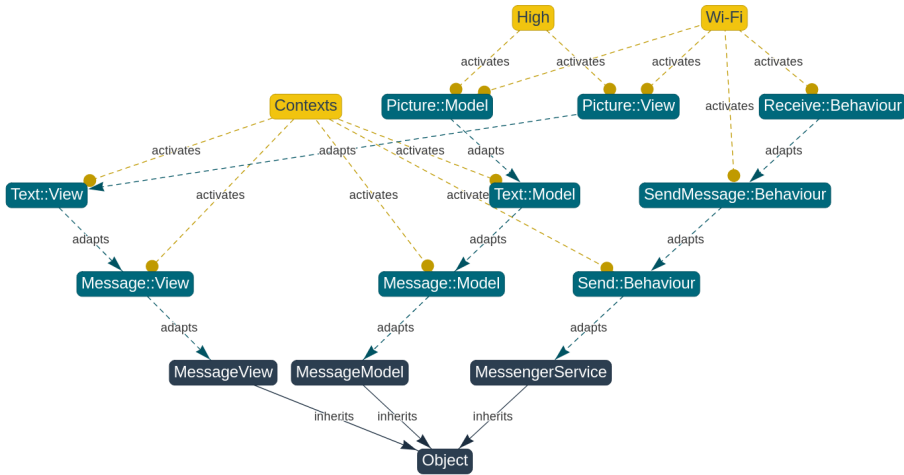 High
Wi-Fi
activates
activates
activates
activates
Contexts
Picture::Model
Picture::View
activates
Receive::Behaviour
activates
adapts
activates
adapts
adapts
Text::View
activates
activates
activates
Text::Model
SendMessage::Behaviour
adapts
adapts
adapts
Message::View
Message::Model
Send::Behaviour
adapts
adapts
adapts
MessageView
MessageModel
MessengerService
inherits
inherits
inherits
Object